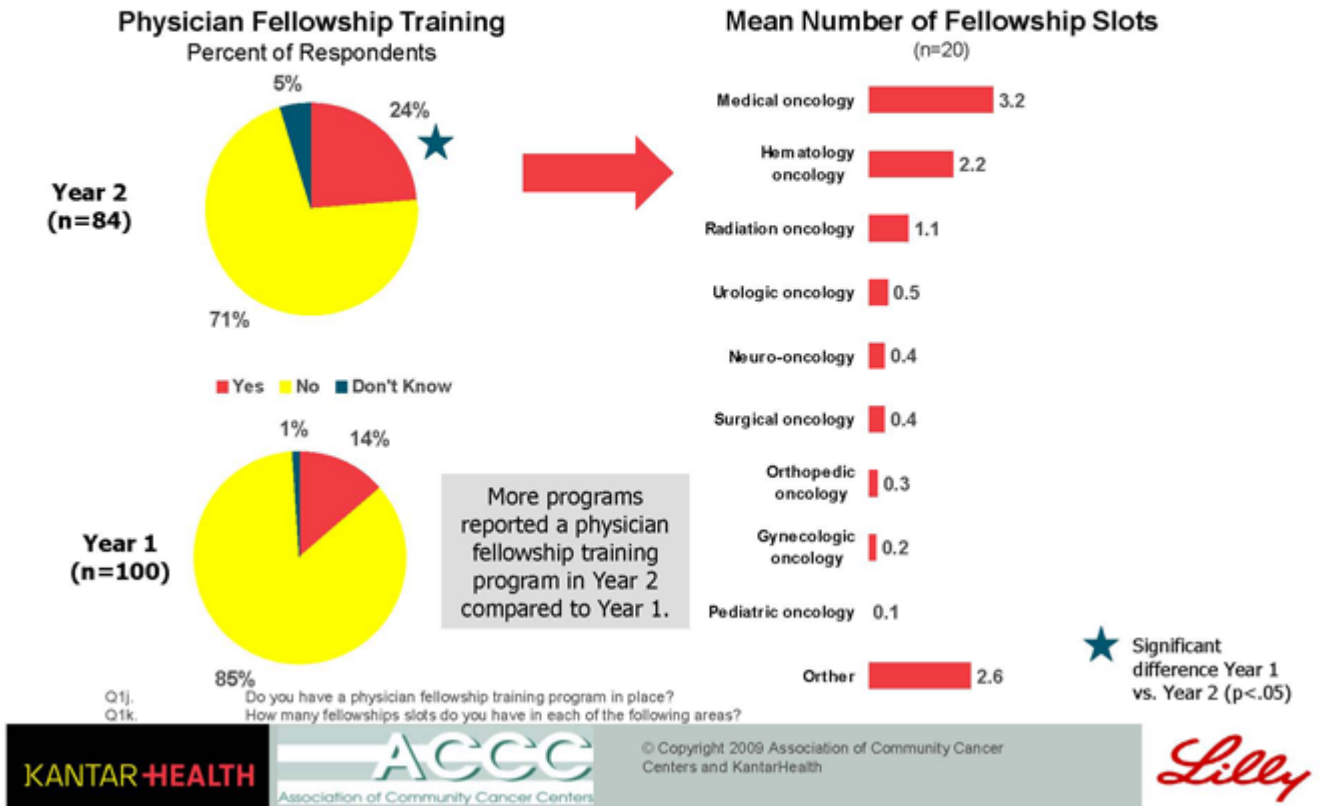 Physician Fellowship Training
Percent of Respondents
5%
24%
Year 2
(n=84)
71%
Yes No Don't Know
1%
14%
Year 1
(n=100)
85%
More programs
reported a physician
fellowship training
program in Year 2
compared to Year 1.
Mean Number of Fellowship Slots
(n=20)
Medical oncology 3.2
Hematology
oncology 2.2
Radiation oncology 1.1
Urologic oncology 0.5
Neuro-oncology 0.4
Surgical oncology 0.4
Orthopedic
oncology 0.3
Gynecologic
oncology 0.2
Pediatric oncology 0.1
Orther 2.6
Significant
difference Year 1
vs. Year 2 (p<.05)
Q1j. Do you have a physician fellowship training program in place?
Q1k. How many fellowships slots do you have in each of the following areas?
KANTAR HEALTH
ACCC
Association of Community Cancer Centers
© Copyright 2009 Association of Community Cancer
Centers and KantarHealth
Lilly